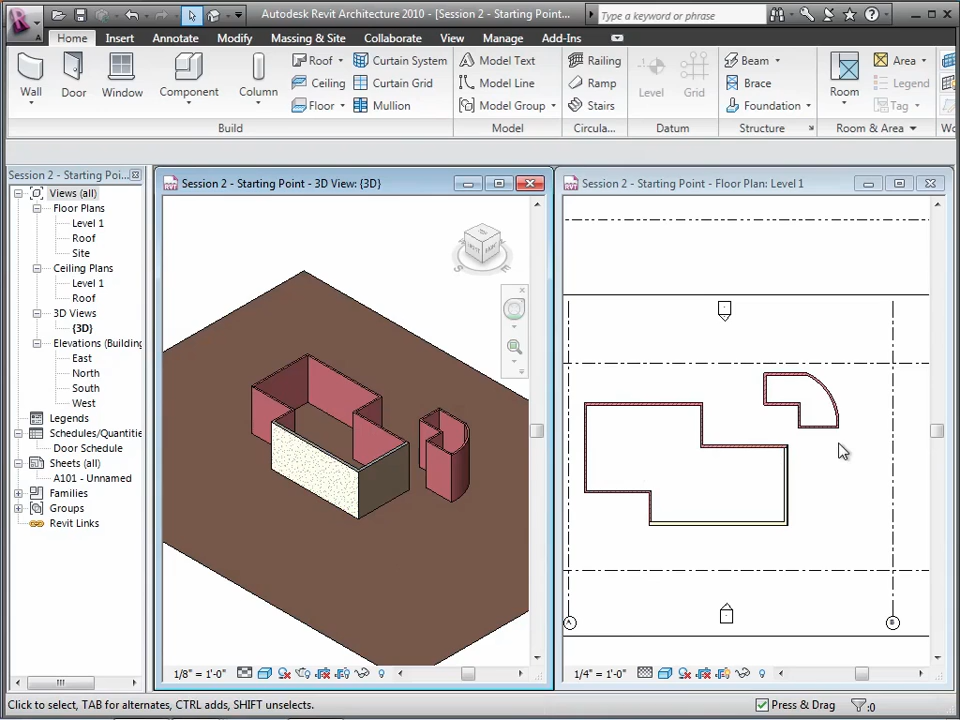 Autodesk Revit Architecture 2010 - [Session 2 - Starting Point...
Type a keyword or phrase
Home Insert Annotate Modify Massing & Site Collaborate View Manage Add-Ins
Wall Door Window Component Column
Roof Curtain System
Ceiling Curtain Grid
Floor Mullion
Model Text
Model Line
Model Group
Railing
Ramp
Stairs
Level Grid
Beam
Brace
Foundation
Room
Area
Legend
Tag
Build Model Circula... Datum Structure Room & Area
Session 2 - Starting Poi...
Views (all)
Floor Plans
Level 1
Roof
Site
Ceiling Plans
Level 1
Roof
3D Views
{3D}
Elevations (Building
East
North
South
West
Legends
Schedules/Quantitie
Door Schedule
Sheets (all)
A101 - Unnamed
Families
Groups
Revit Links
Session 2 - Starting Point - 3D View: {3D}
S E
1/8" = 1'-0"
Session 2 - Starting Point - Floor Plan: Level 1
A
1/4" = 1'-0"
Click to select, TAB for alternates, CTRL adds, SHIFT unselects.
Press & Drag
:0